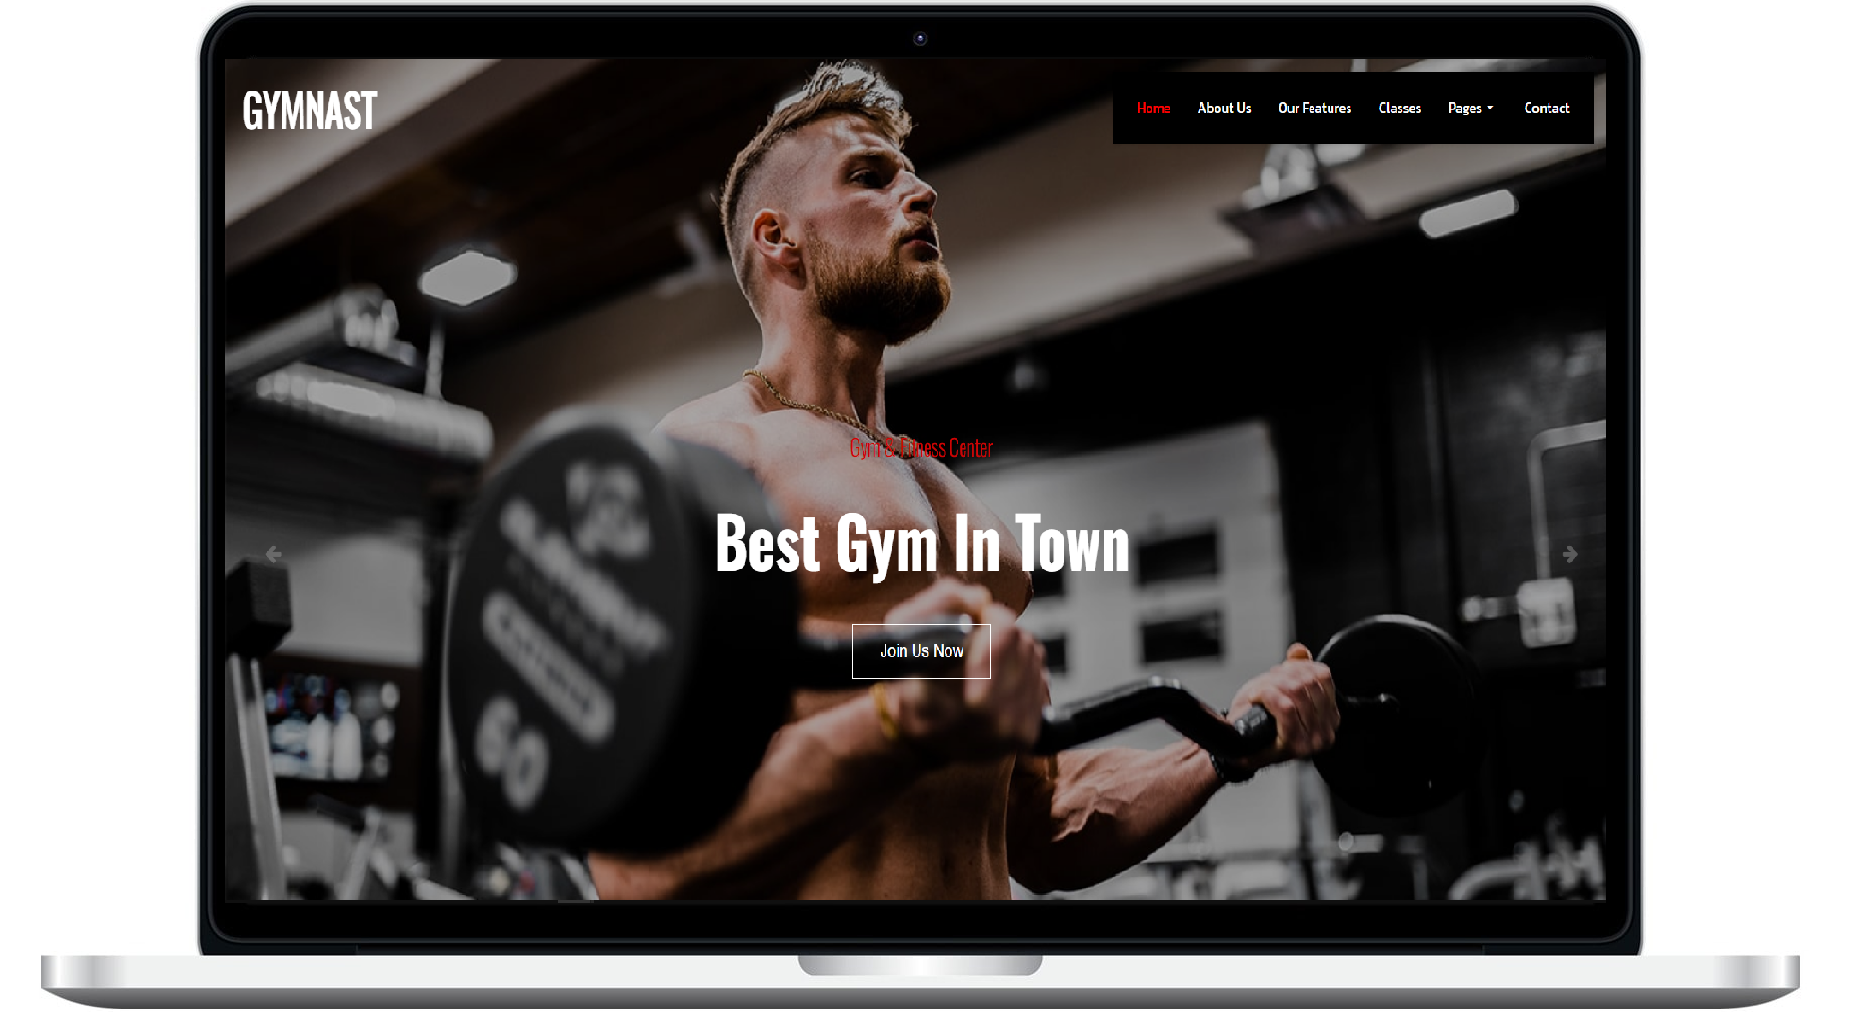 GYMNAST
Home About Us Our Features Classes Pages Contact
Gym & Fitness Center
Best Gym In Town
Join Us Now
60